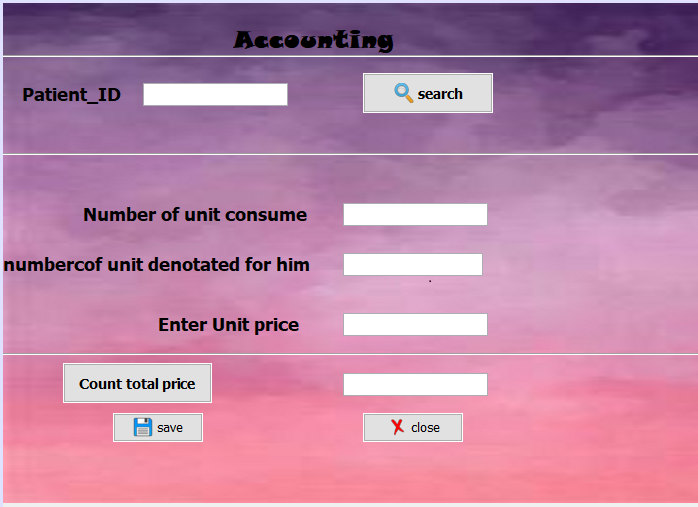 Accounting
Patient_ID
search
Number of unit consume
numbercof unit denotated for him
.
Enter Unit price
Count total price
save
close